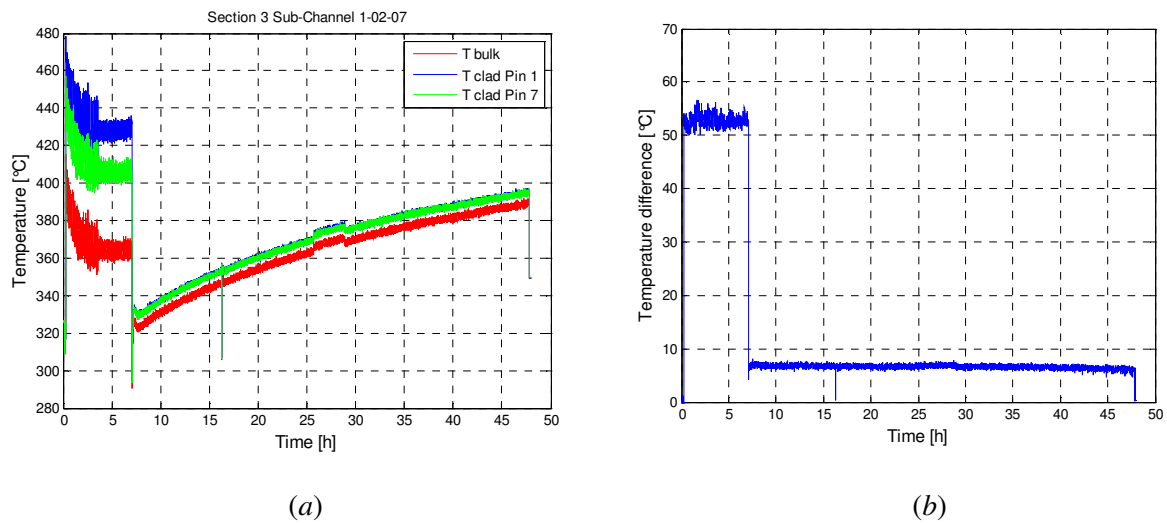 Section 3 Sub-Channel 1-02-07
T bulk
T clad Pin 1
T clad Pin 7
Temperature [°C]
480
460
440
420
400
380
360
340
320
300
280
0 5 10 15 20 25 30 35 40 45 50
Time [h]
(a)
Temperature difference [°C]
70
60
50
40
30
20
10
0
0 5 10 15 20 25 30 35 40 45 50
Time [h]
(b)